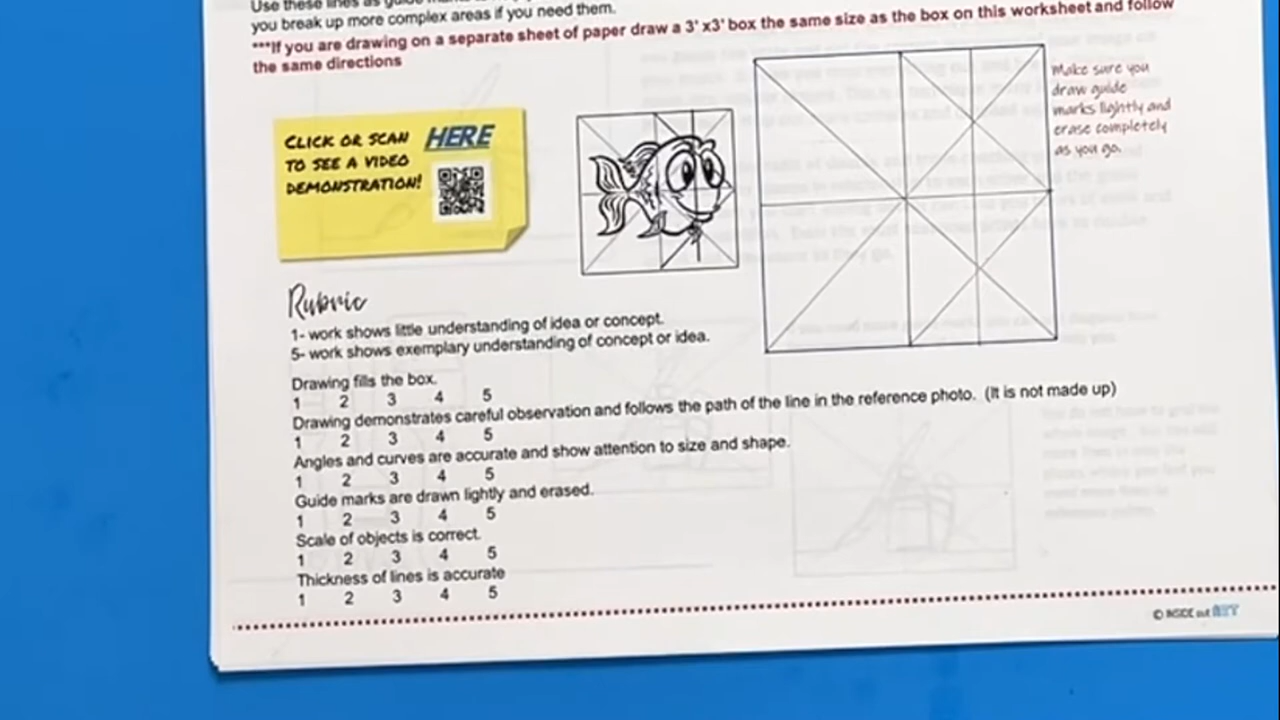 Use these lines as guide
you break up more complex areas if you need them.
***If you are drawing on a separate sheet of paper draw a 3' x3' box the same size as the box on this worksheet and follow
the same directions
CLICK OR SCAN HERE
TO SEE A VIDEO
DEMONSTRATION!
Make sure you
draw guide
marks lightly and
erase completely
as you go.
Rubric
1- work shows little understanding of idea or concept.
5- work shows exemplary understanding of concept or idea.
Drawing fills the box.
1 2 3 4 5
Drawing demonstrates careful observation and follows the path of the line in the reference photo. (It is not made up)
1 2 3 4 5
Angles and curves are accurate and show attention to size and shape.
1 2 3 4 5
Guide marks are drawn lightly and erased.
1 2 3 4 5
Scale of objects is correct.
1 2 3 4 5
Thickness of lines is accurate
1 2 3 4 5
© INSIDE out ART